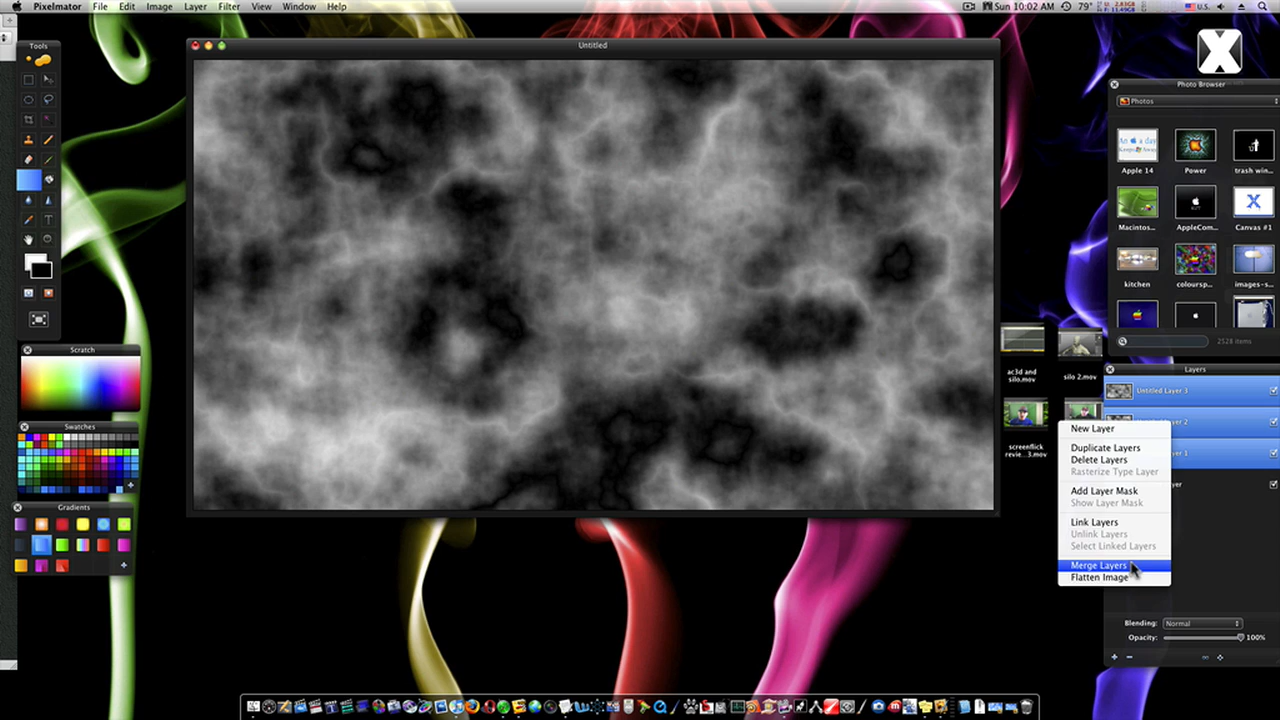 Pixelmator File Edit Image Layer Filter View Window Help
Sun 10:02 AM 79° U.S.
Tools
Untitled
Photo Browser
Photos
Apple 14 Power trash win...
Macintos... AppleCom... Canvas #1
kitchen coloursp... images-s...
2528 items
Scratch
Swatches
Gradients
ac3d and
silo.mov
silo 2.mov
screenflick
revie...3.mov
Layers
Untitled Layer 3
New Layer
Duplicate Layers
Delete Layers
Rasterize Type Layer
Add Layer Mask
Show Layer Mask
Link Layers
Unlink Layers
Select Linked Layers
Merge Layers
Flatten Image
Blending: Normal
Opacity: 100%